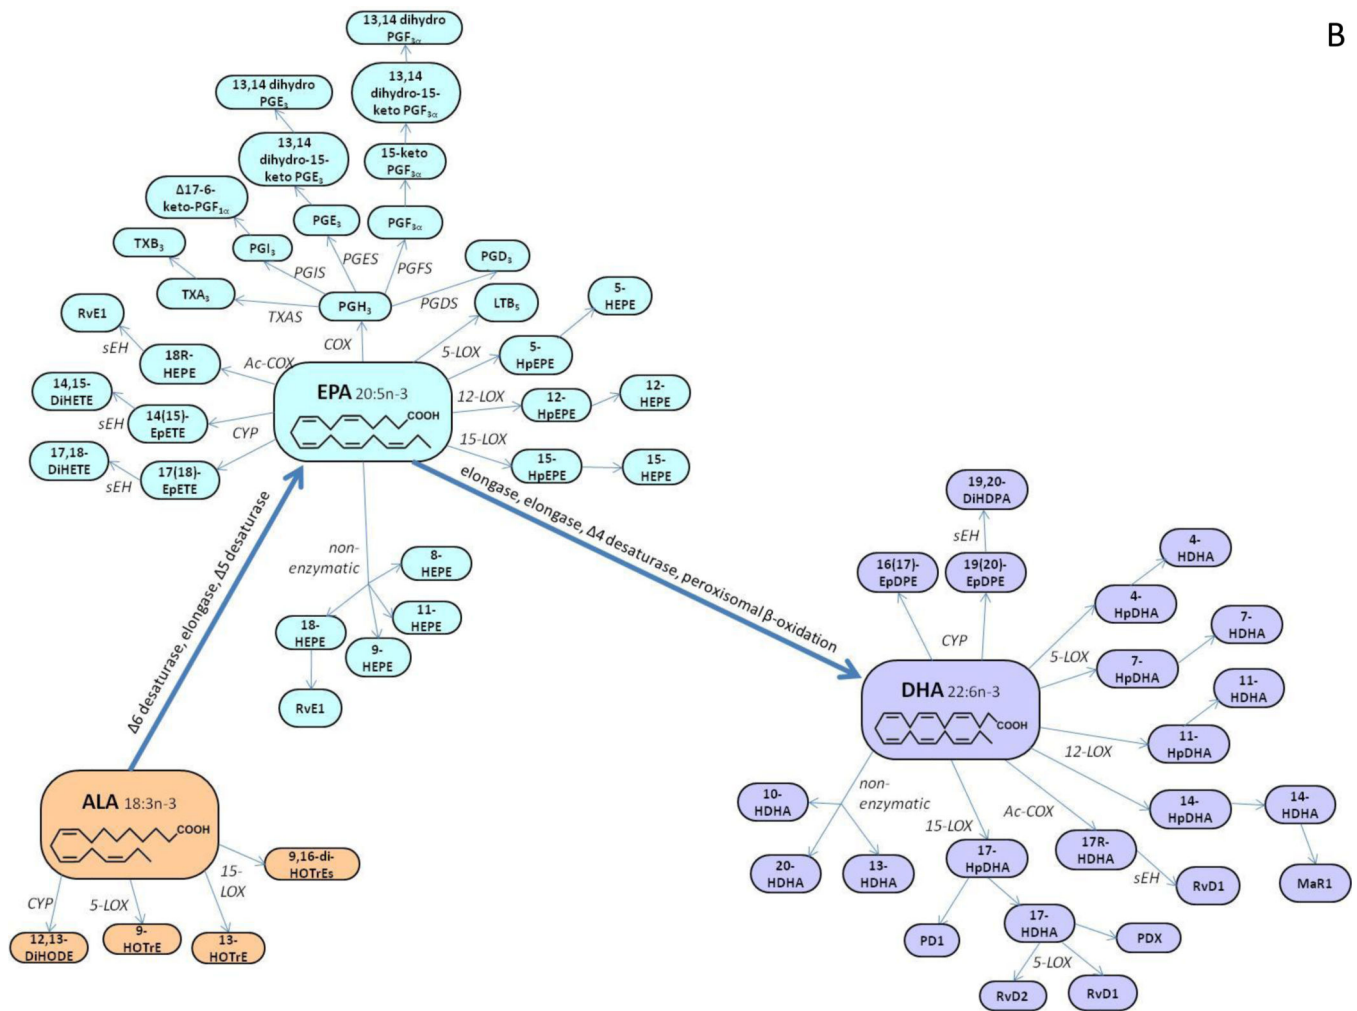 B
13,14 dihydro
PGF₃α
13,14
dihydro-15-
keto PGF₃α
15-keto
PGF₃α
PGF₃α
13,14 dihydro
PGE₃
13,14
dihydro-15-
keto PGE₃
PGE₃
Δ17-6-
keto-PGF₁α
PGI₃
TXB₃
TXA₃
PGD₃
PGIS
PGES
PGFS
PGDS
TXAS
PGH₃
COX
LTB₅
5-
HEPE
5-LOX
5-
HpEPE
RvE1
sEH
18R-
HEPE
Ac-COX
14,15-
DiHETE
sEH
14(15)-
EpETE
CYP
17,18-
DiHETE
sEH
17(18)-
EpETE
EPA 20:5n-3
COOH
12-LOX
12-
HpEPE
12-
HEPE
15-LOX
15-
HpEPE
15-
HEPE
Δ6 desaturase, elongase, Δ5 desaturase
elongase, elongase, Δ4 desaturase, peroxisomal β-oxidation
non-
enzymatic
8-
HEPE
11-
HEPE
9-
HEPE
18-
HEPE
RvE1
19,20-
DiHDPA
sEH
16(17)-
EpDPE
19(20)-
EpDPE
CYP
4-
HDHA
4-
HpDHA
5-LOX
7-
HDHA
7-
HpDHA
DHA 22:6n-3
COOH
11-
HDHA
11-
HpDHA
12-LOX
14-
HpDHA
14-
HDHA
MaR1
non-
enzymatic
10-
HDHA
20-
HDHA
13-
HDHA
15-LOX
17-
HpDHA
Ac-COX
17R-
HDHA
sEH
RvD1
PD1
17-
HDHA
PDX
5-LOX
RvD2
RvD1
ALA 18:3n-3
COOH
CYP
12,13-
DiHODE
5-LOX
9-
HOTrE
15-
LOX
13-
HOTrE
9,16-di-
HOTrEs